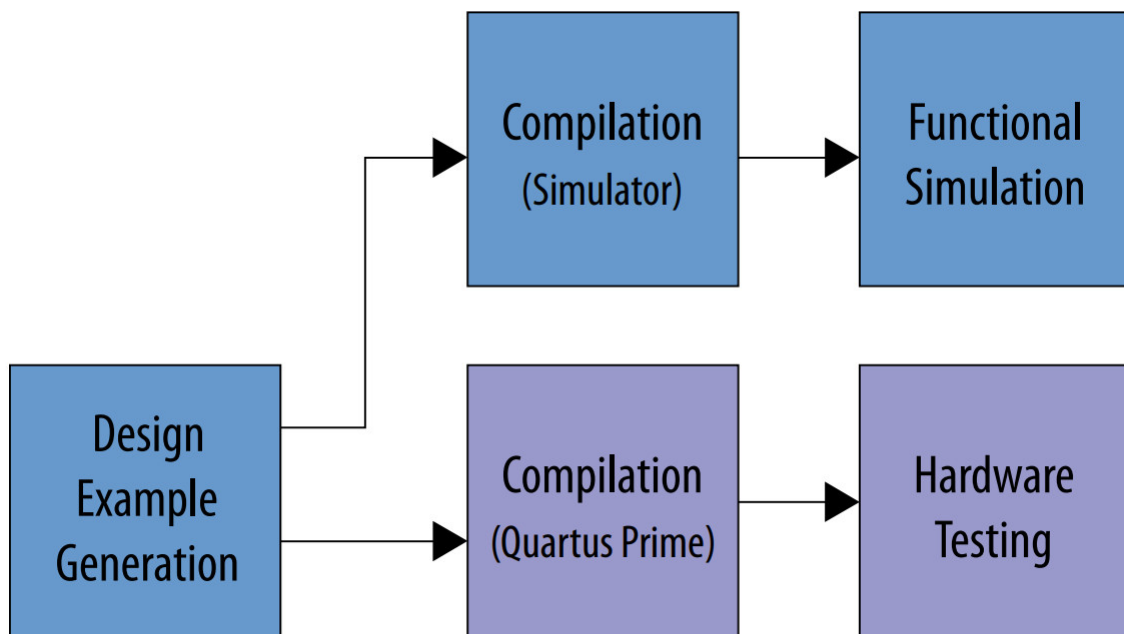 Compilation
(Simulator)
Functional
Simulation
Design
Example
Generation
Compilation
(Quartus Prime)
Hardware
Testing